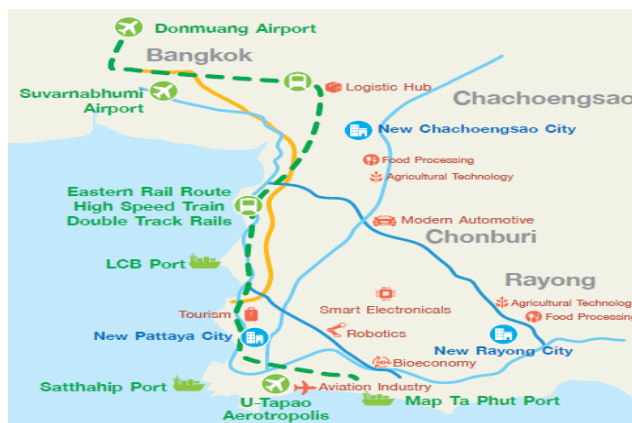 Donmuang Airport
Bangkok
Suvarnabhumi
Airport
Logistic Hub
Chachoengsao
New Chachoengsao City
Food Processing
Agricultural Technology
Eastern Rail Route
High Speed Train
Double Track Rails
Modern Automotive
Chonburi
LCB Port
Rayong
Smart Electronicals
Agricultural Technology
Tourism
Food Processing
New Pattaya City
Robotics
New Rayong City
Bioeconomy
Satthahip Port
Aviation Industry
U-Tapao
Aerotropolis
Map Ta Phut Port